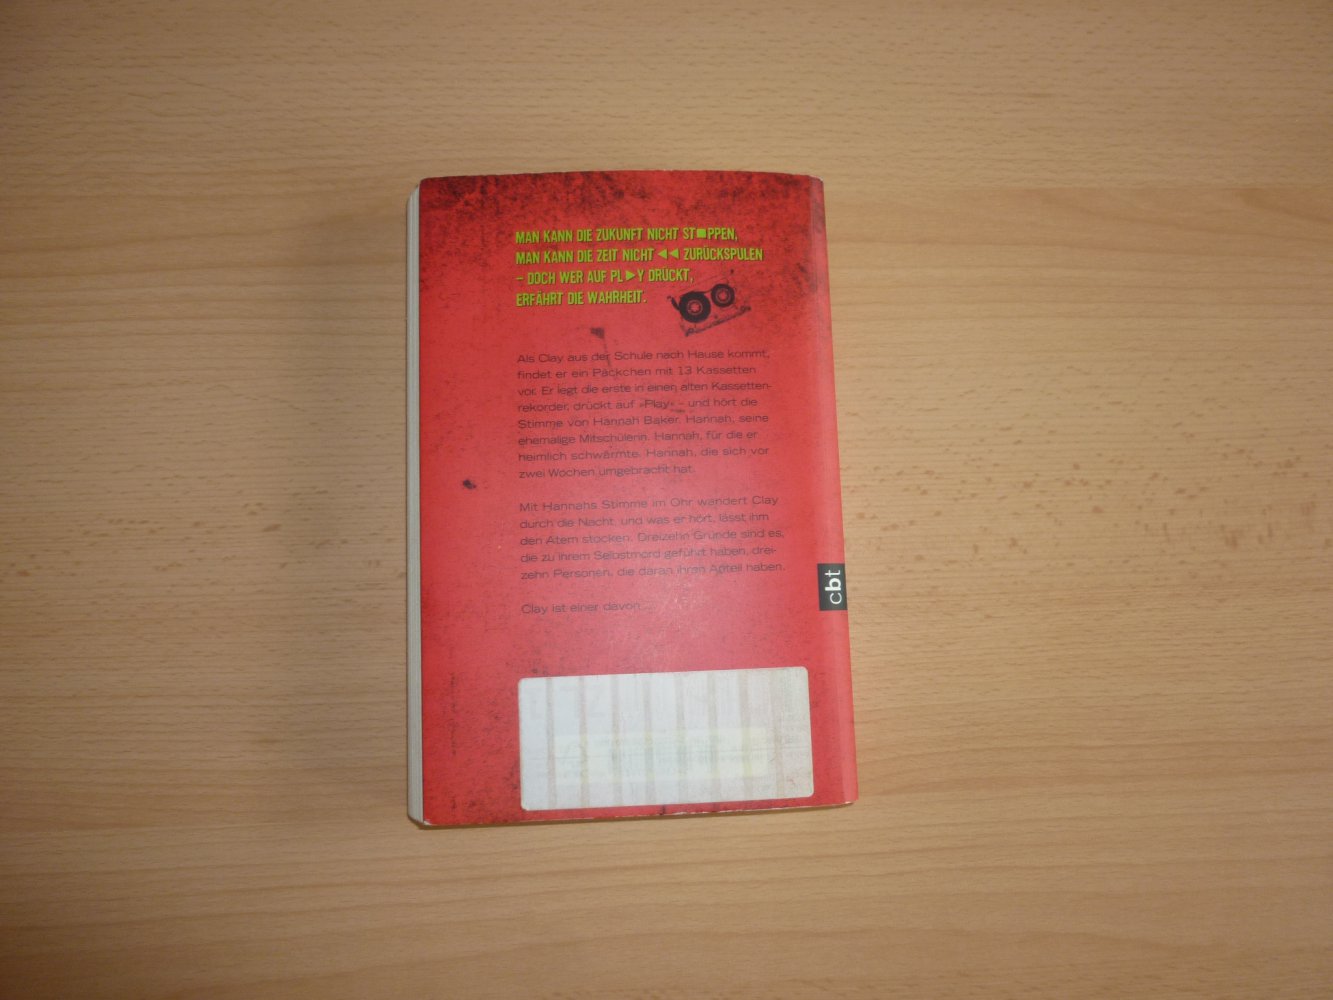 MAN KANN DIE ZUKUNFT NICHT ST■PPEN,
MAN KANN DIE ZEIT NICHT ◀◀ ZURÜCKSPULEN
– DOCH WER AUF PL▶Y DRÜCKT,
ERFÄHRT DIE WAHRHEIT.
Als Clay aus der Schule nach Hause kommt,
findet er ein Päckchen mit 13 Kassetten
vor. Er legt die erste in einen alten Kassetten-
rekorder, drückt auf »Play« – und hört die
Stimme von Hannah Baker. Hannah, seine
ehemalige Mitschülerin. Hannah, für die er
heimlich schwärmte. Hannah, die sich vor
zwei Wochen umgebracht hat.
Mit Hannahs Stimme im Ohr wandert Clay
durch die Nacht, und was er hört, lässt ihm
den Atem stocken. Dreizehn Gründe sind es,
die zu ihrem Selbstmord geführt haben, drei-
zehn Personen, die daran ihren Anteil haben.
Clay ist einer davon ...
cbt